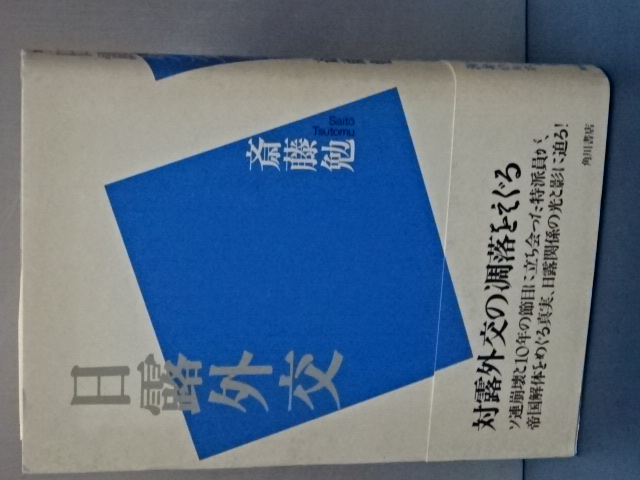 日露外交
斎藤勉
Saitō
Tsutomu
対露外交の凋落をえぐる
ソ連崩壊と10年の節目に立ち会った特派員が、
帝国解体をめぐる真実、日露関係の光と影に迫る!
角川書店